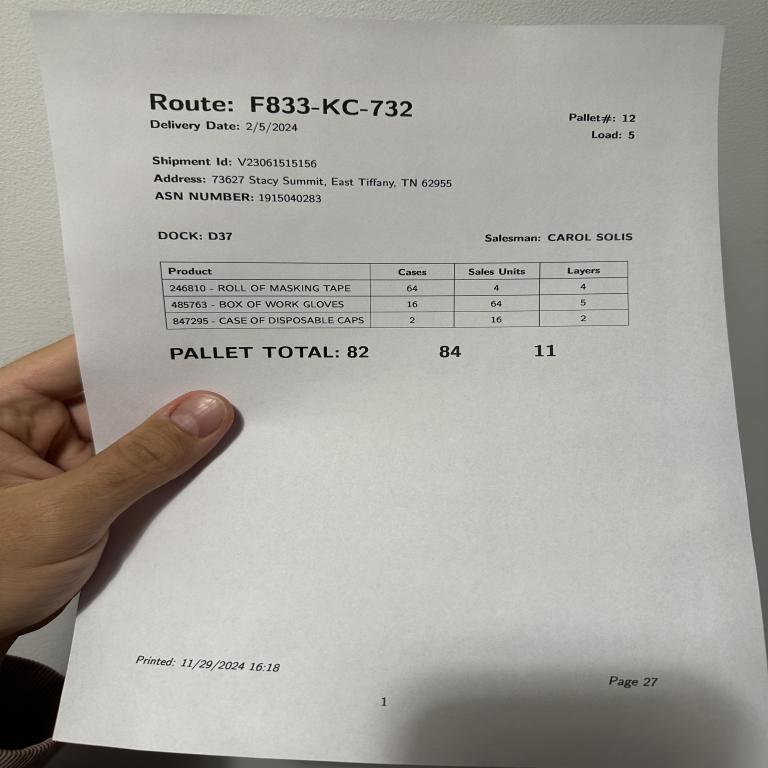 Route: F833-KC-732
Delivery Date: 2/5/2024
Pallet#: 12
Load: 5
Shipment Id: V23061515156
Address: 73627 Stacy Summit, East Tiffany, TN 62955
ASN NUMBER: 1915040283
DOCK: D37
Salesman: CAROL SOLIS
Product Cases Sales Units Layers
246810 - ROLL OF MASKING TAPE 64 4 4
485763 - BOX OF WORK GLOVES 16 64 5
847295 - CASE OF DISPOSABLE CAPS 2 16 2
PALLET TOTAL: 82 84 11
Printed: 11/29/2024 16:18
Page 27
1